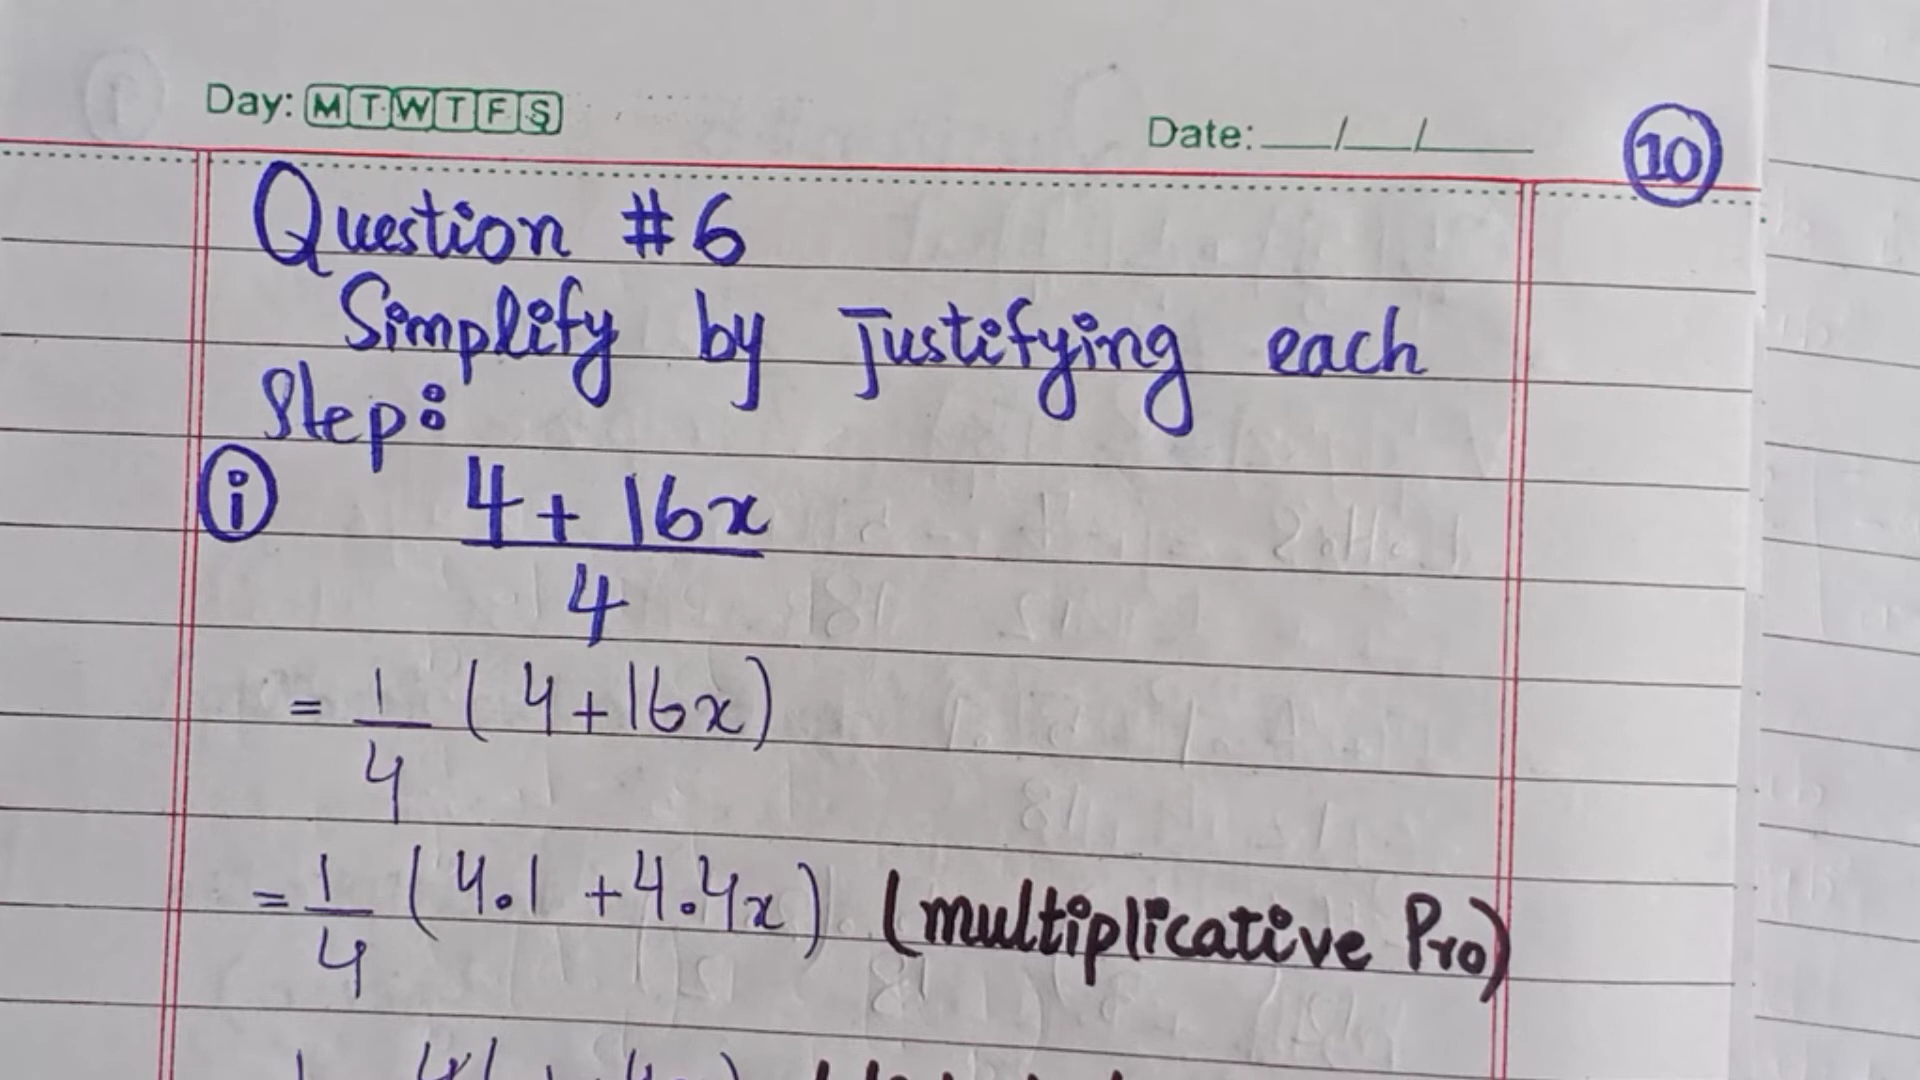 Day: M T W T F S
Date: __/__/____
10
Question #6
Simplify by Justifying each
Step:
i 4 + 16x
4
= 1/4 (4+16x)
= 1/4 (4.1 + 4.4x) (multiplicative Pro)